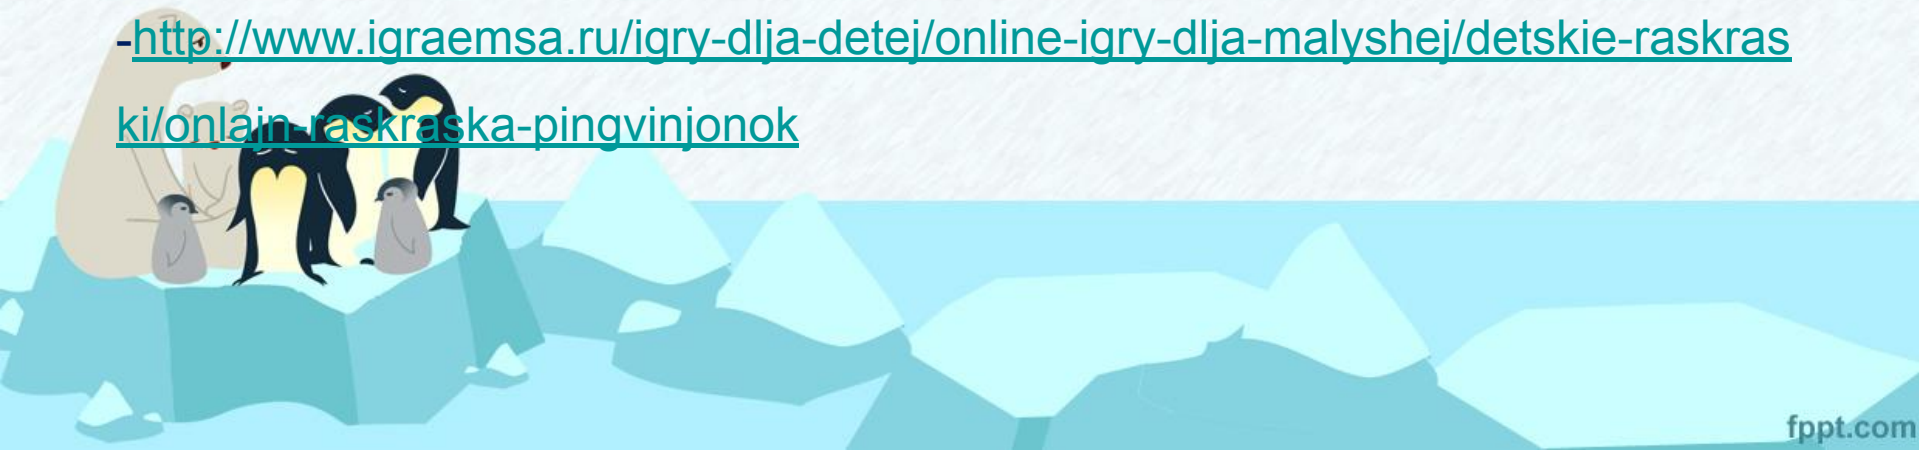 -http://www.igraemsa.ru/igry-dlja-detej/online-igry-dlja-malyshej/detskie-raskras
ki/onlajn-raskraska-pingvinjonok
fppt.com